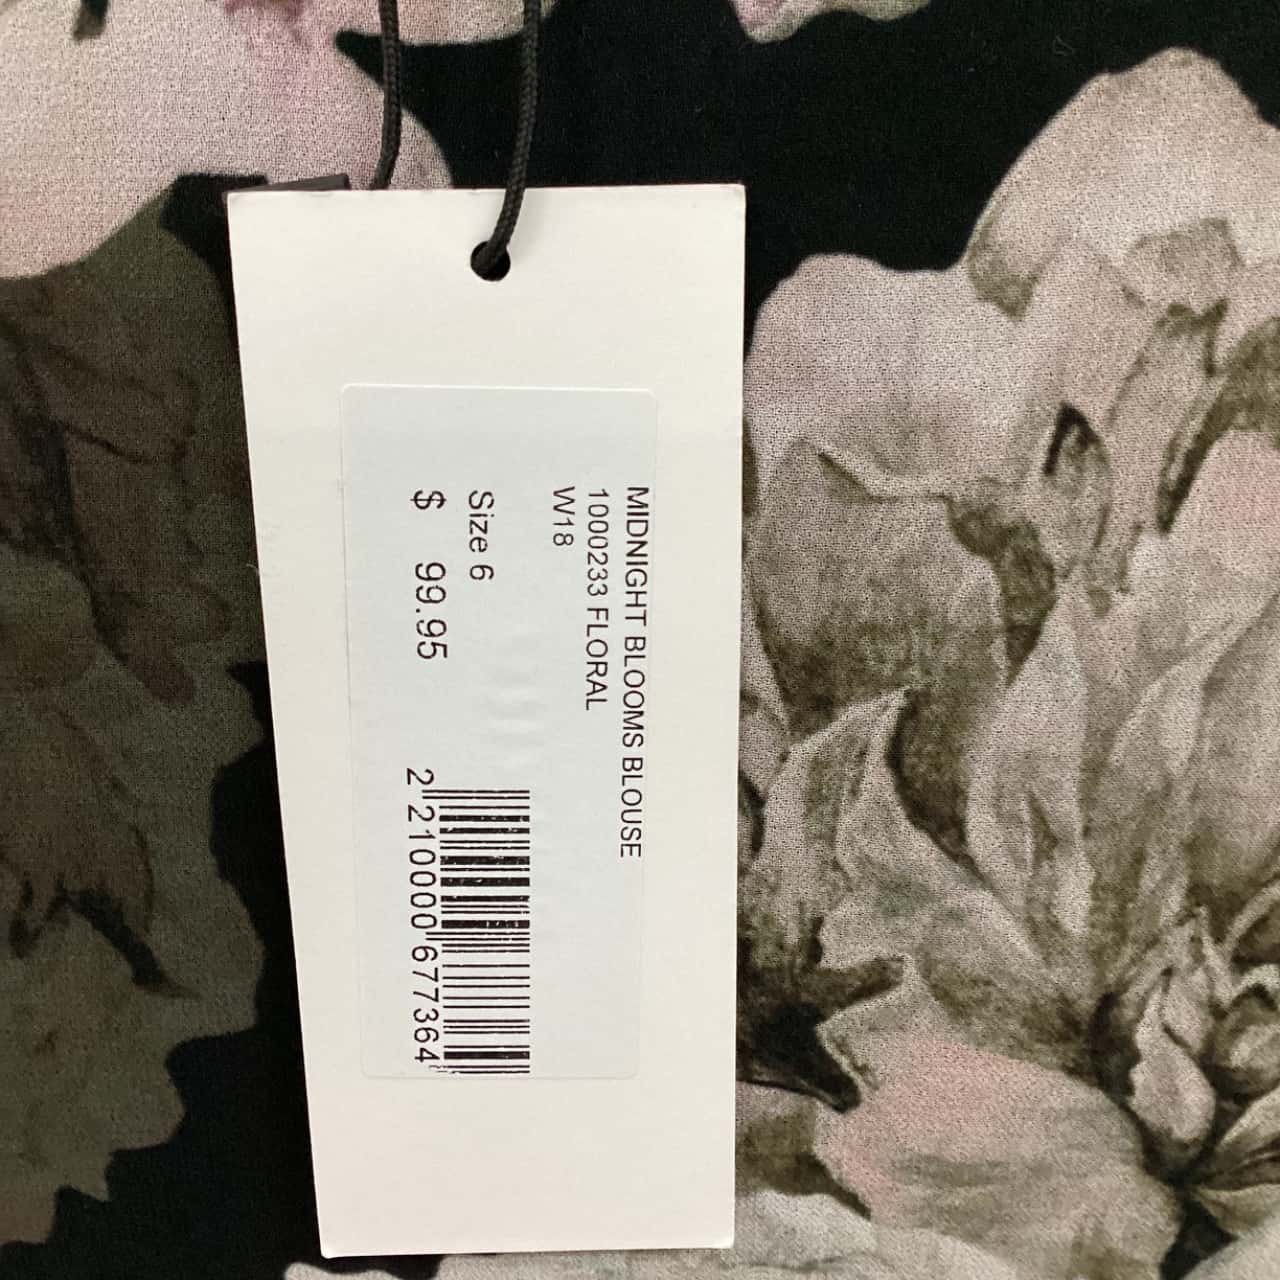 MIDNIGHT BLOOMS BLOUSE
1000233 FLORAL
W18
Size 6
$ 99.95
2 210000 677364